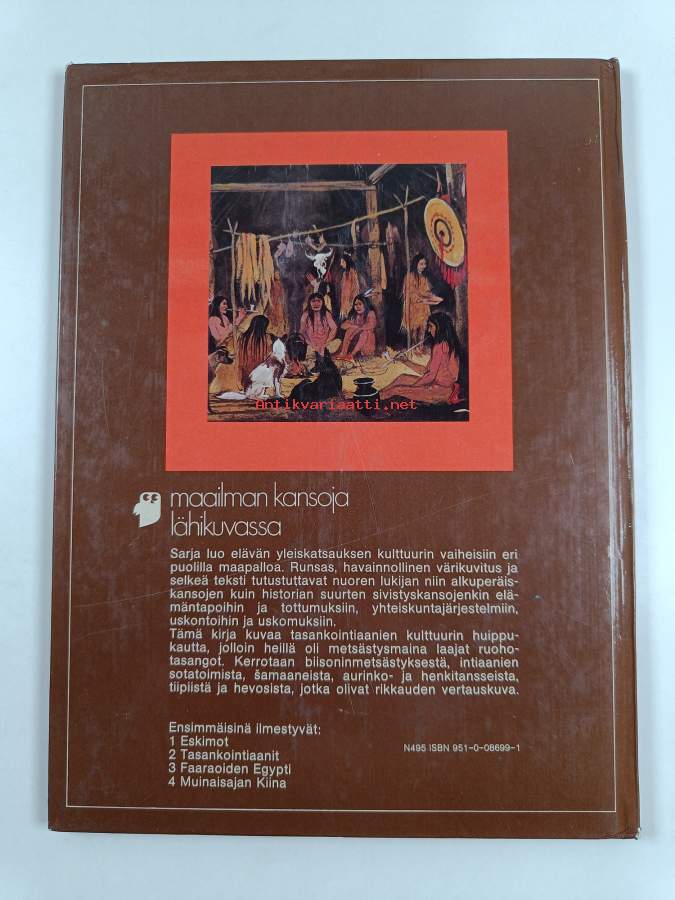 Antikvariaatti.net
maailman kansoja
lähikuvassa
Sarja luo elävän yleiskatsauksen kulttuurin vaiheisiin eri
puolilla maapalloa. Runsas, havainnollinen värikuvitus ja
selkeä teksti tutustuttavat nuoren lukijan niin alkuperäis-
kansojen kuin historian suurten sivistyskansojenkin elä-
mäntapoihin ja tottumuksiin, yhteiskuntajärjestelmiin,
uskontoihin ja uskomuksiin.
Tämä kirja kuvaa tasankointiaanien kulttuurin huippu-
kautta, jolloin heillä oli metsästysmaina laajat ruoho-
tasangot. Kerrotaan biisoninmetsästyksestä, intiaanien
sotatoimista, šamaaneista, aurinko- ja henkitansseista,
tiipiistä ja hevosista, jotka olivat rikkauden vertauskuva.
Ensimmäisinä ilmestyvät:
1 Eskimot
2 Tasankointiaanit
3 Faaraoiden Egypti
4 Muinaisajan Kiina
N495 ISBN 951-0-08699-1